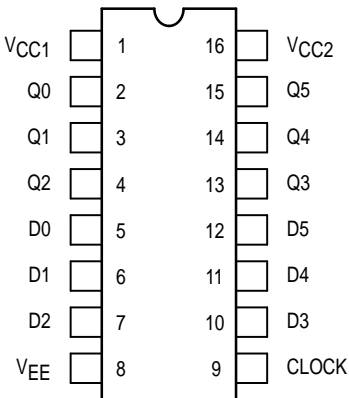 VCC1 1 16 VCC2
Q0 2 15 Q5
Q1 3 14 Q4
Q2 4 13 Q3
D0 5 12 D5
D1 6 11 D4
D2 7 10 D3
VEE 8 9 CLOCK